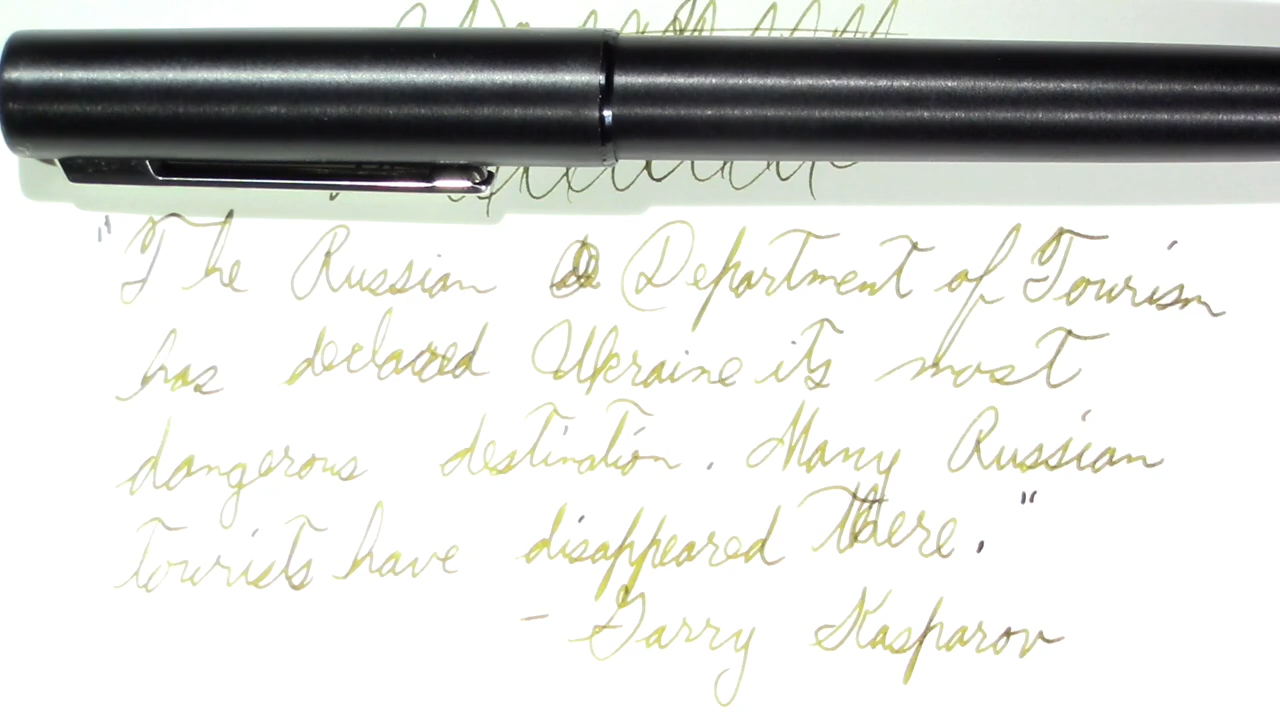 "The Russian Department of Tourism
has declared Ukraine its most
dangerous destination. Many Russian
tourists have disappeared there."
- Garry Kasparov